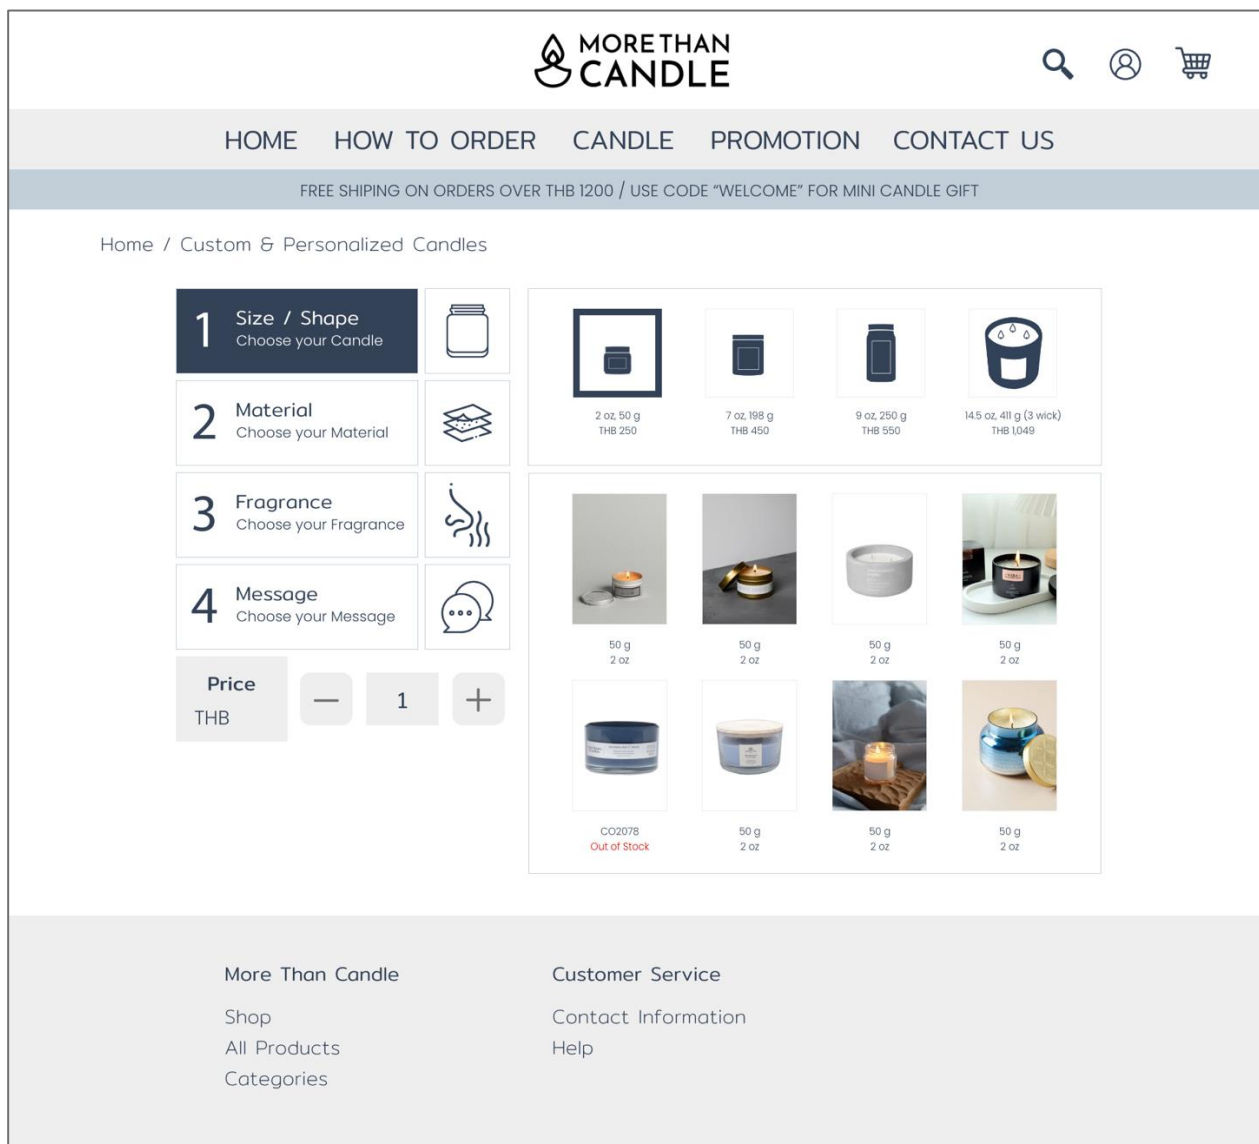 MORE THAN
CANDLE
HOME HOW TO ORDER CANDLE PROMOTION CONTACT US
FREE SHIPING ON ORDERS OVER THB 1200 / USE CODE “WELCOME” FOR MINI CANDLE GIFT
Home / Custom & Personalized Candles
1 Size / Shape
Choose your Candle
2 Material
Choose your Material
3 Fragrance
Choose your Fragrance
4 Message
Choose your Message
Price
THB
1
2 oz, 50 g
THB 250
7 oz, 198 g
THB 450
9 oz, 250 g
THB 550
14.5 oz, 411 g (3 wick)
THB 1,049
50 g
2 oz
50 g
2 oz
50 g
2 oz
50 g
2 oz
CO2078
Out of Stock
50 g
2 oz
50 g
2 oz
50 g
2 oz
More Than Candle
Shop
All Products
Categories
Customer Service
Contact Information
Help